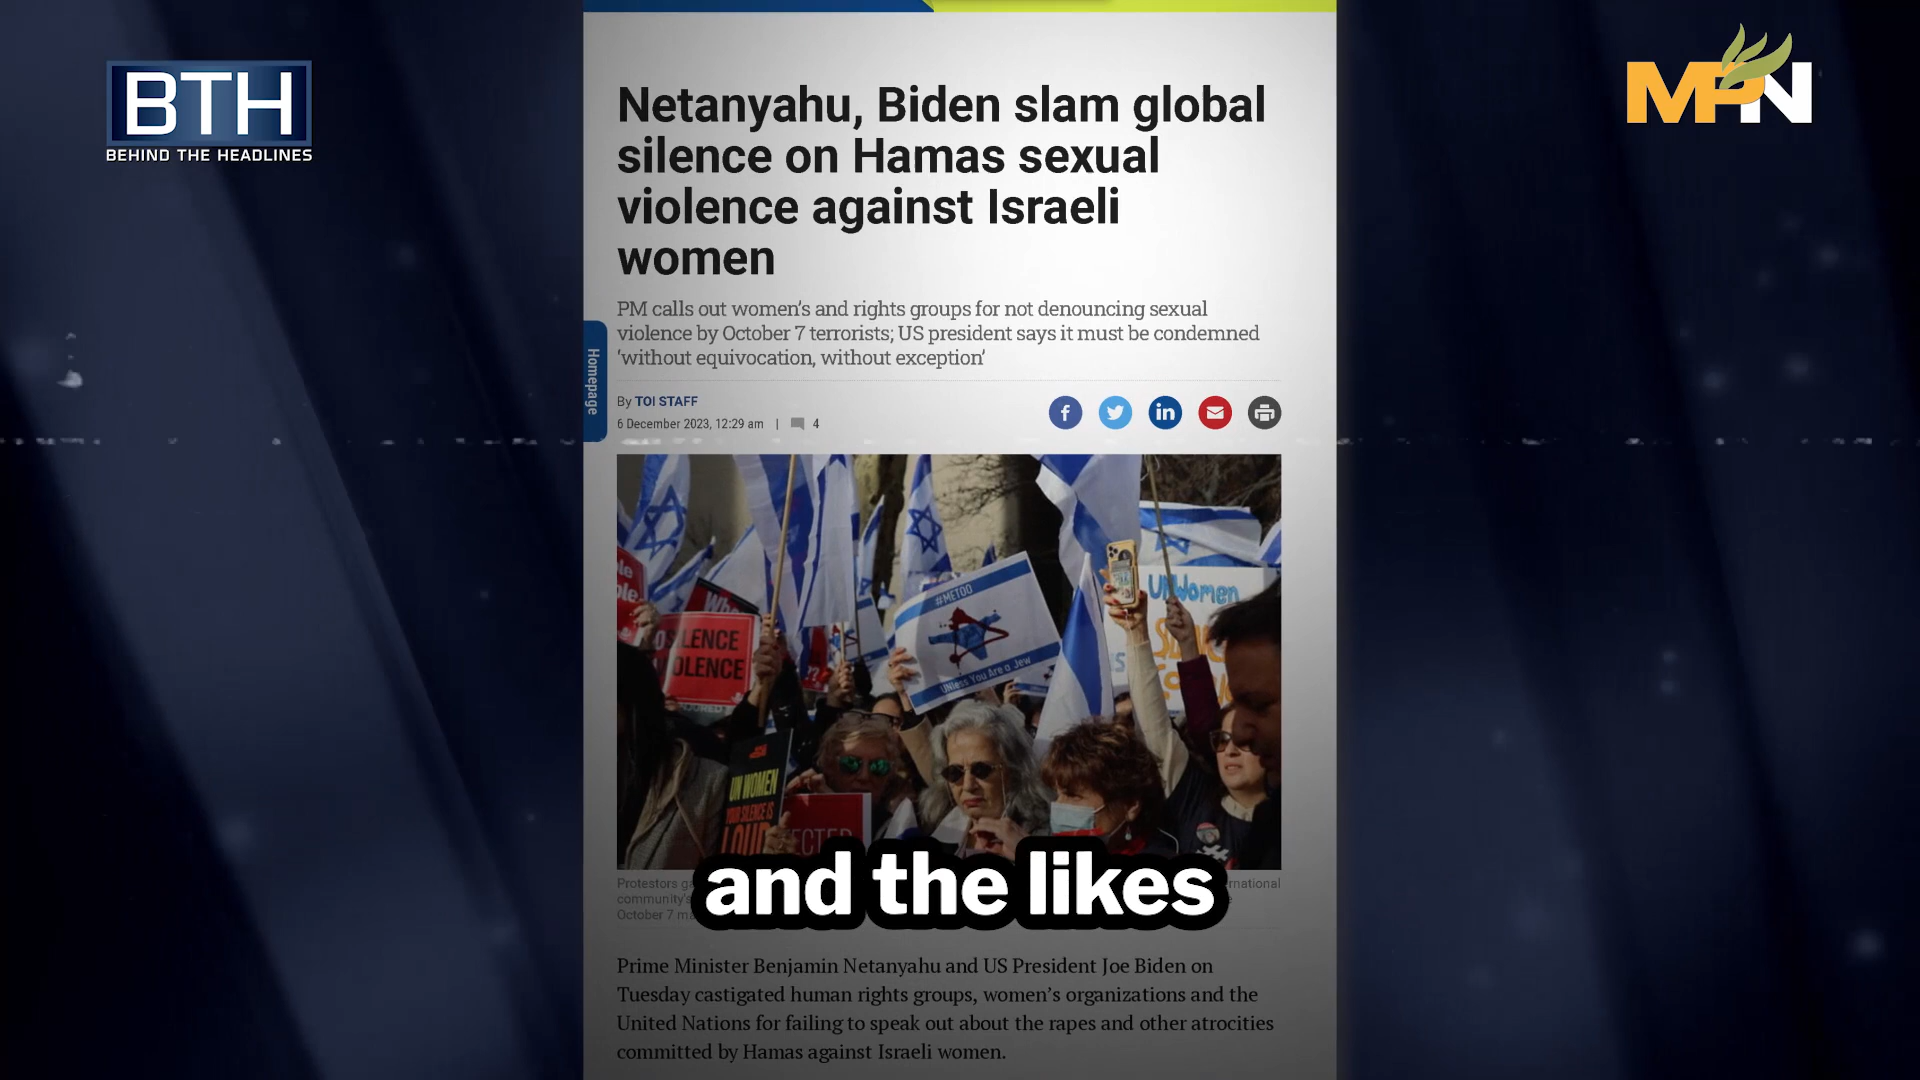 BTH
BEHIND THE HEADLINES
MPN
Netanyahu, Biden slam global
silence on Hamas sexual
violence against Israeli
women
PM calls out women's and rights groups for not denouncing sexual
violence by October 7 terrorists; US president says it must be condemned
'without equivocation, without exception'
Homepage
By TOI STAFF
6 December 2023, 12:29 am | 4
#METOO
UNless You Are a Jew
UN Women
LENCE
OLENCE
UN WOMEN
YOUR SILENCE IS
LOUD
and the likes
Protestors
community's
October 7
Prime Minister Benjamin Netanyahu and US President Joe Biden on
Tuesday castigated human rights groups, women's organizations and the
United Nations for failing to speak out about the rapes and other atrocities
committed by Hamas against Israeli women.